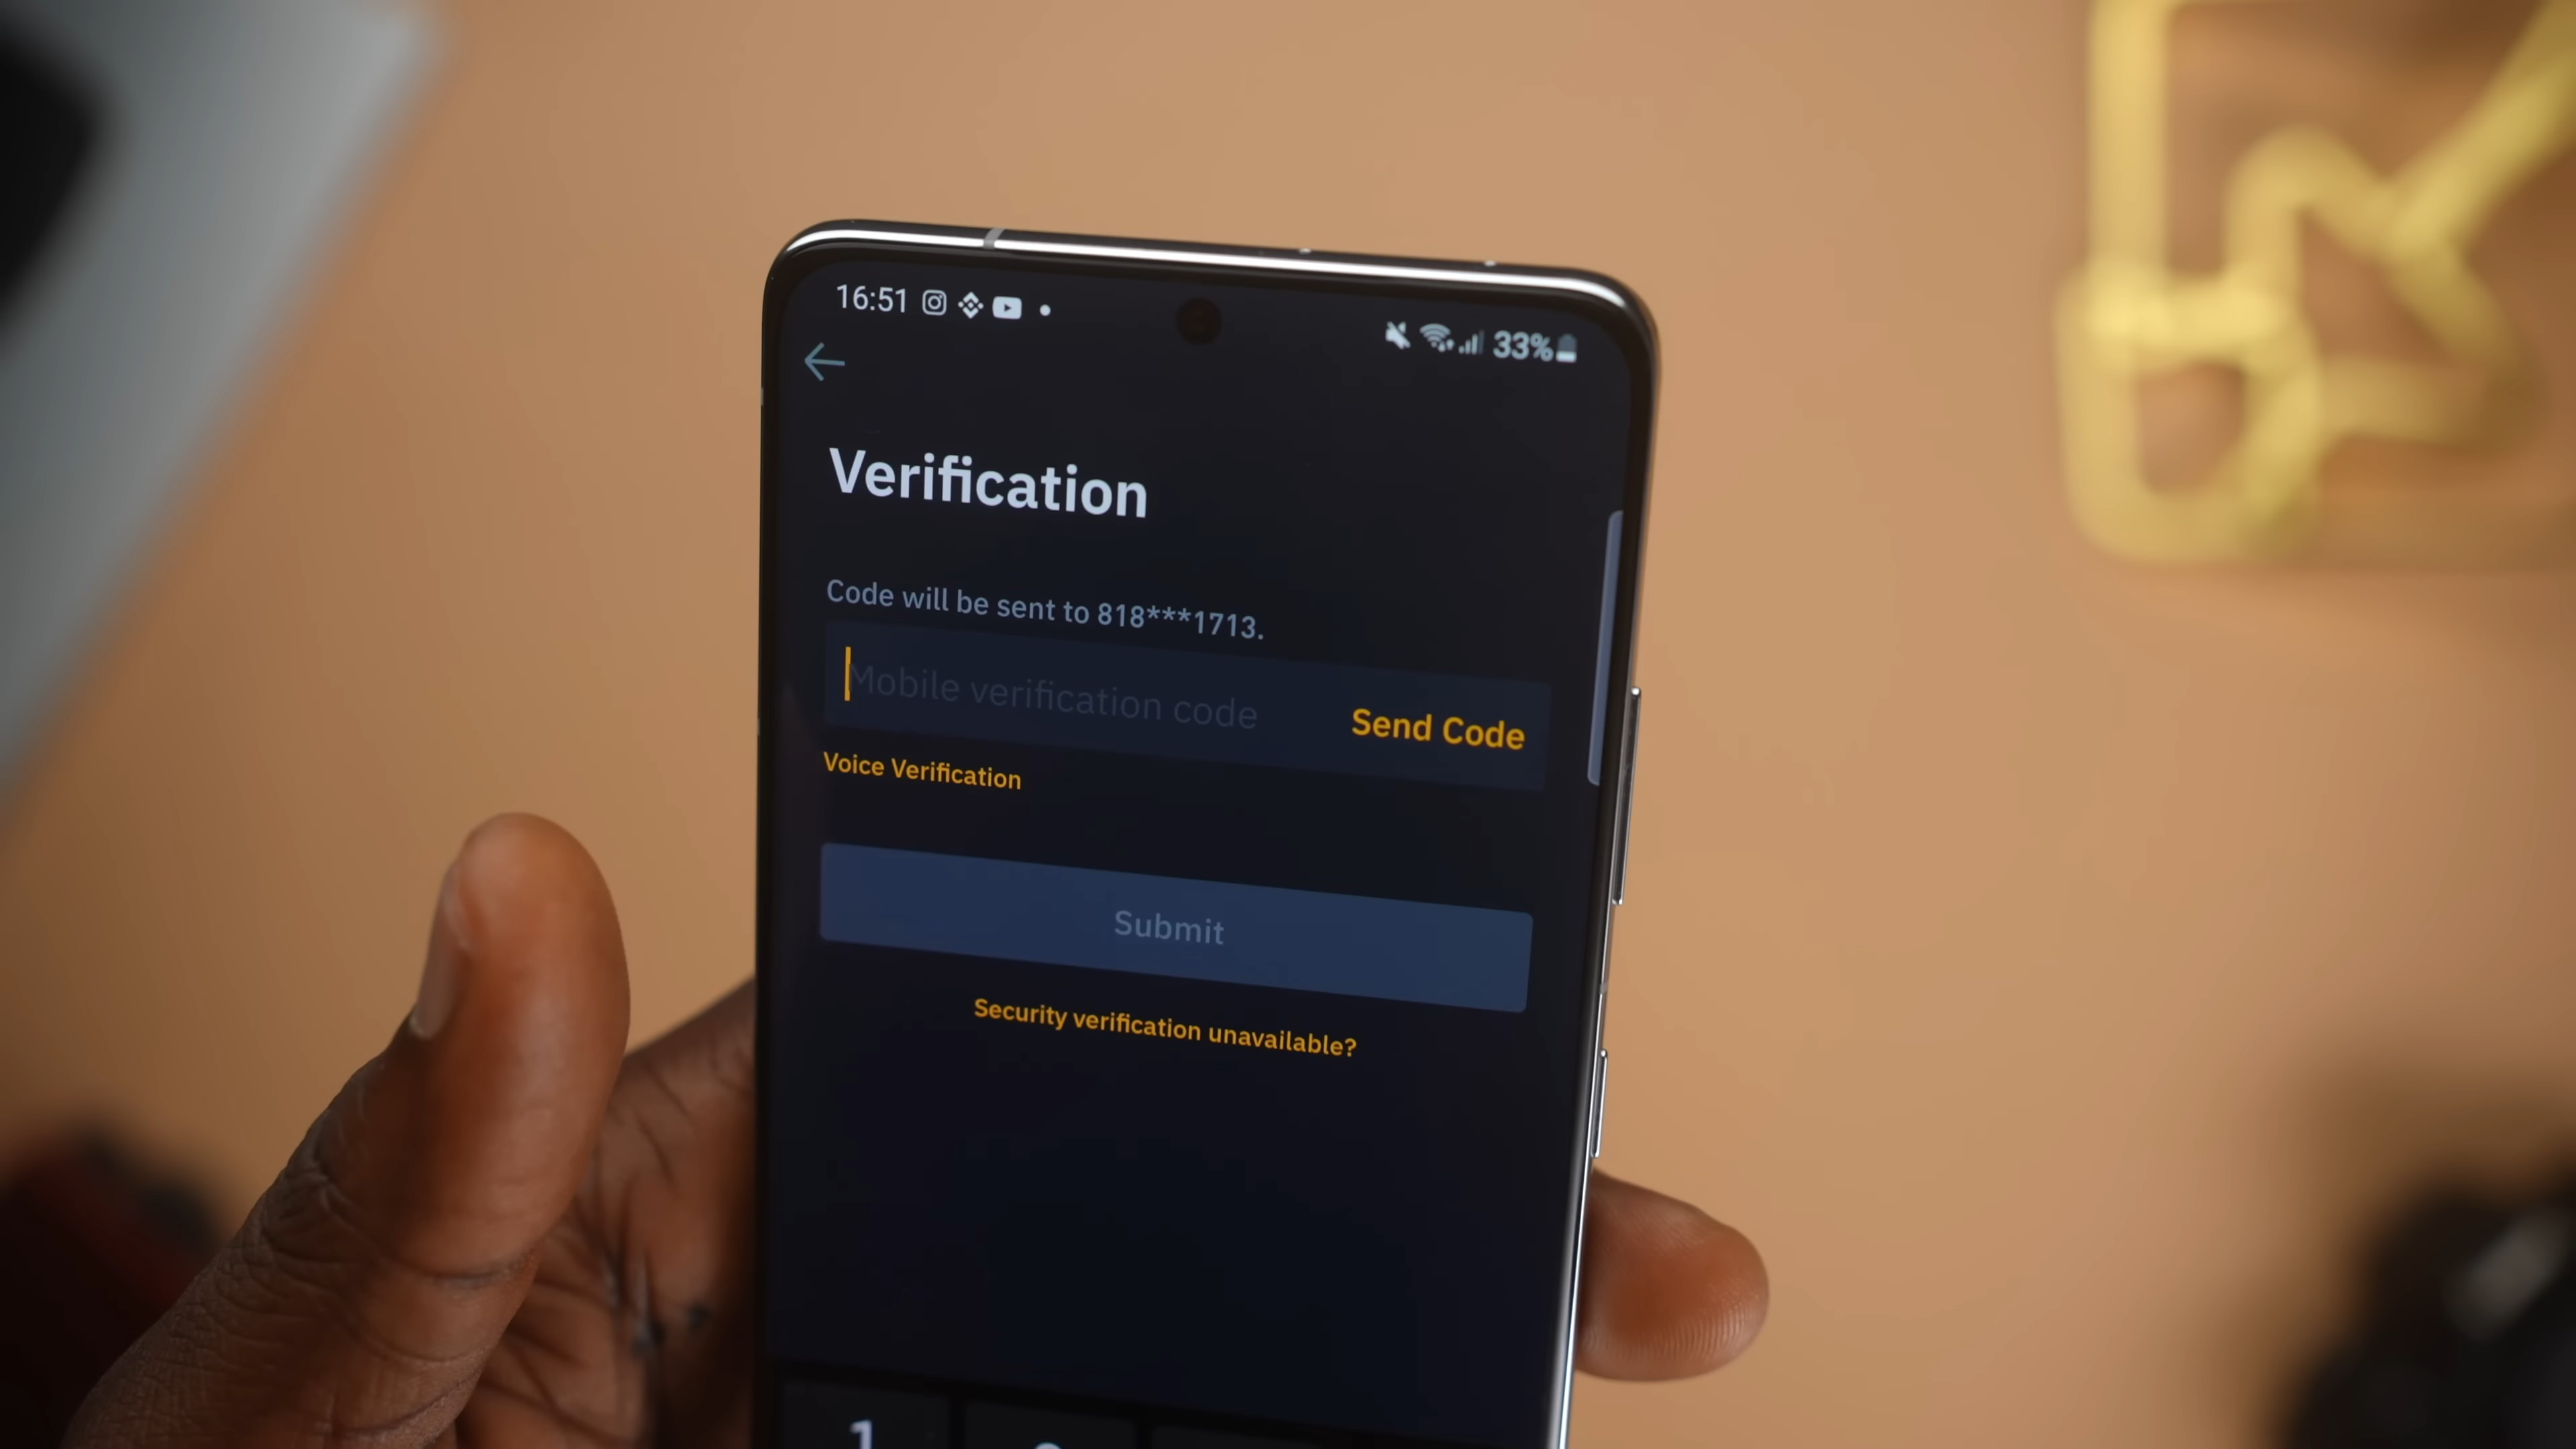 16:51
33%
Verification
Code will be sent to 818***1713.
Mobile verification code
Send Code
Voice Verification
Submit
Security verification unavailable?
1